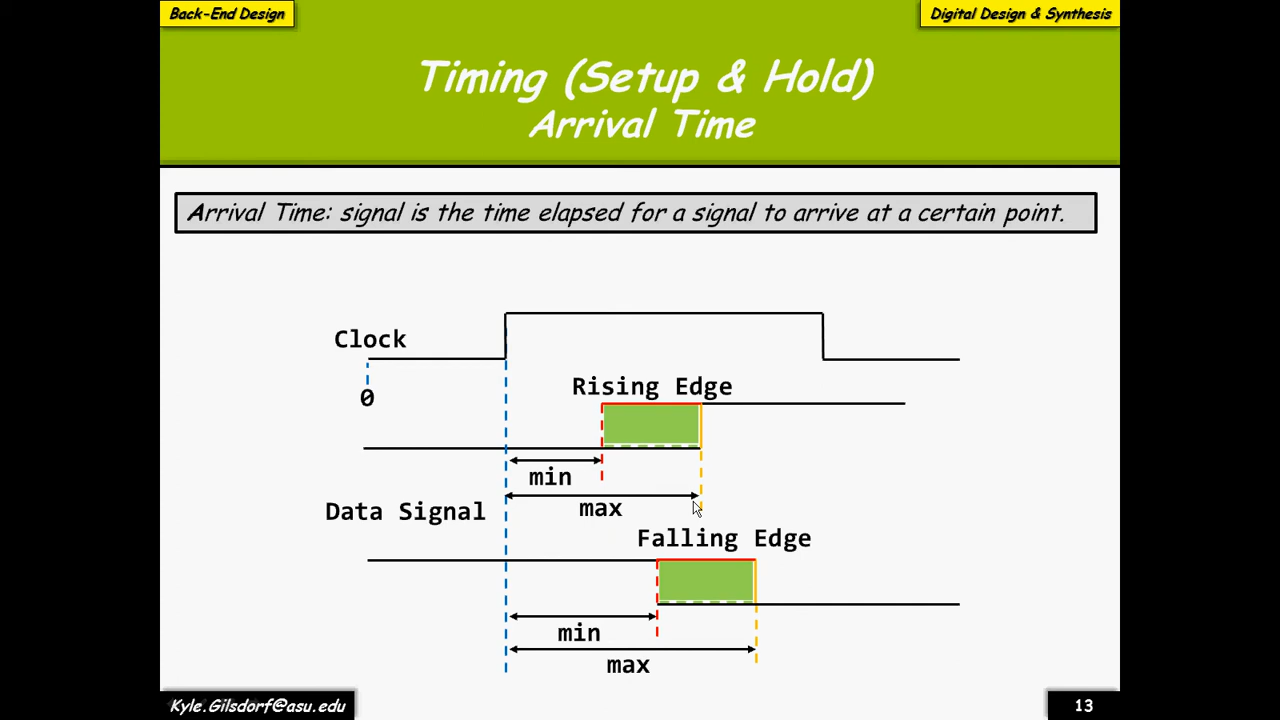 Back-End Design
Digital Design & Synthesis
Timing (Setup & Hold)
Arrival Time
Arrival Time: signal is the time elapsed for a signal to arrive at a certain point.
Clock
0
Rising Edge
min
max
Data Signal
Falling Edge
min
max
Kyle.Gilsdorf@asu.edu
13